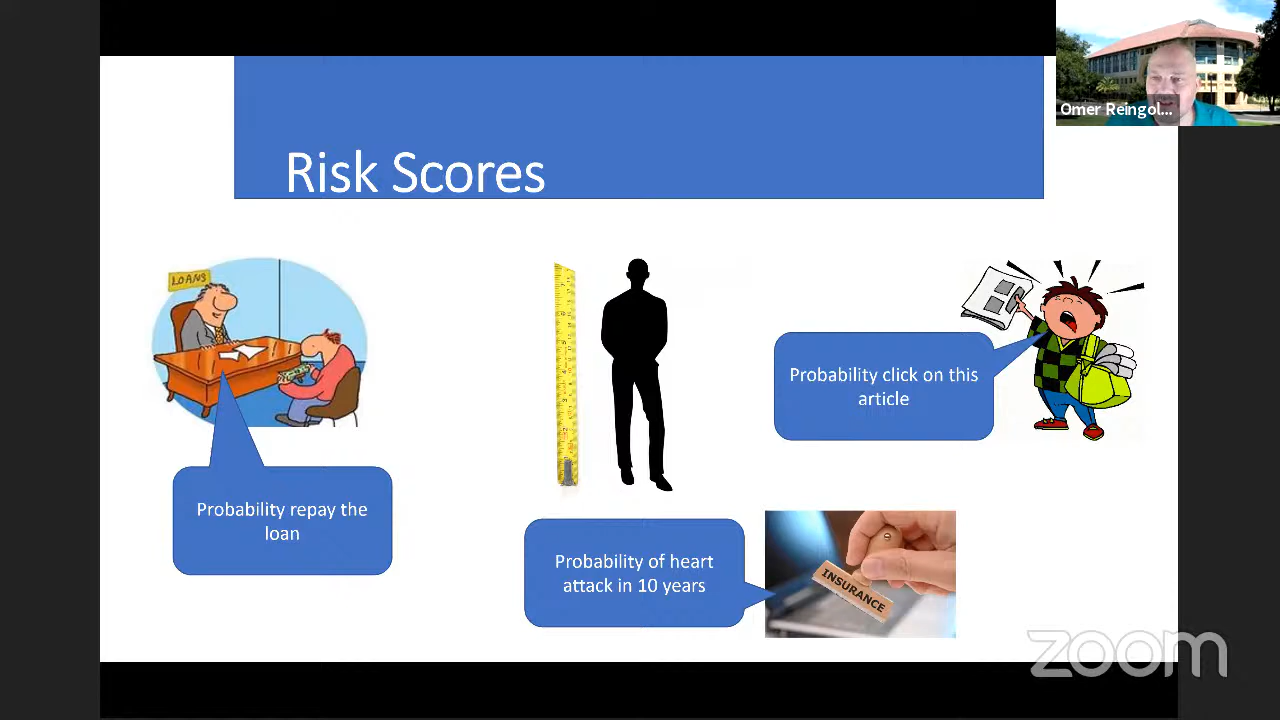 Omer Reingol...
Risk Scores
LOANS
Probability click on this
article
Probability repay the
loan
Probability of heart
attack in 10 years
INSURANCE
zoom